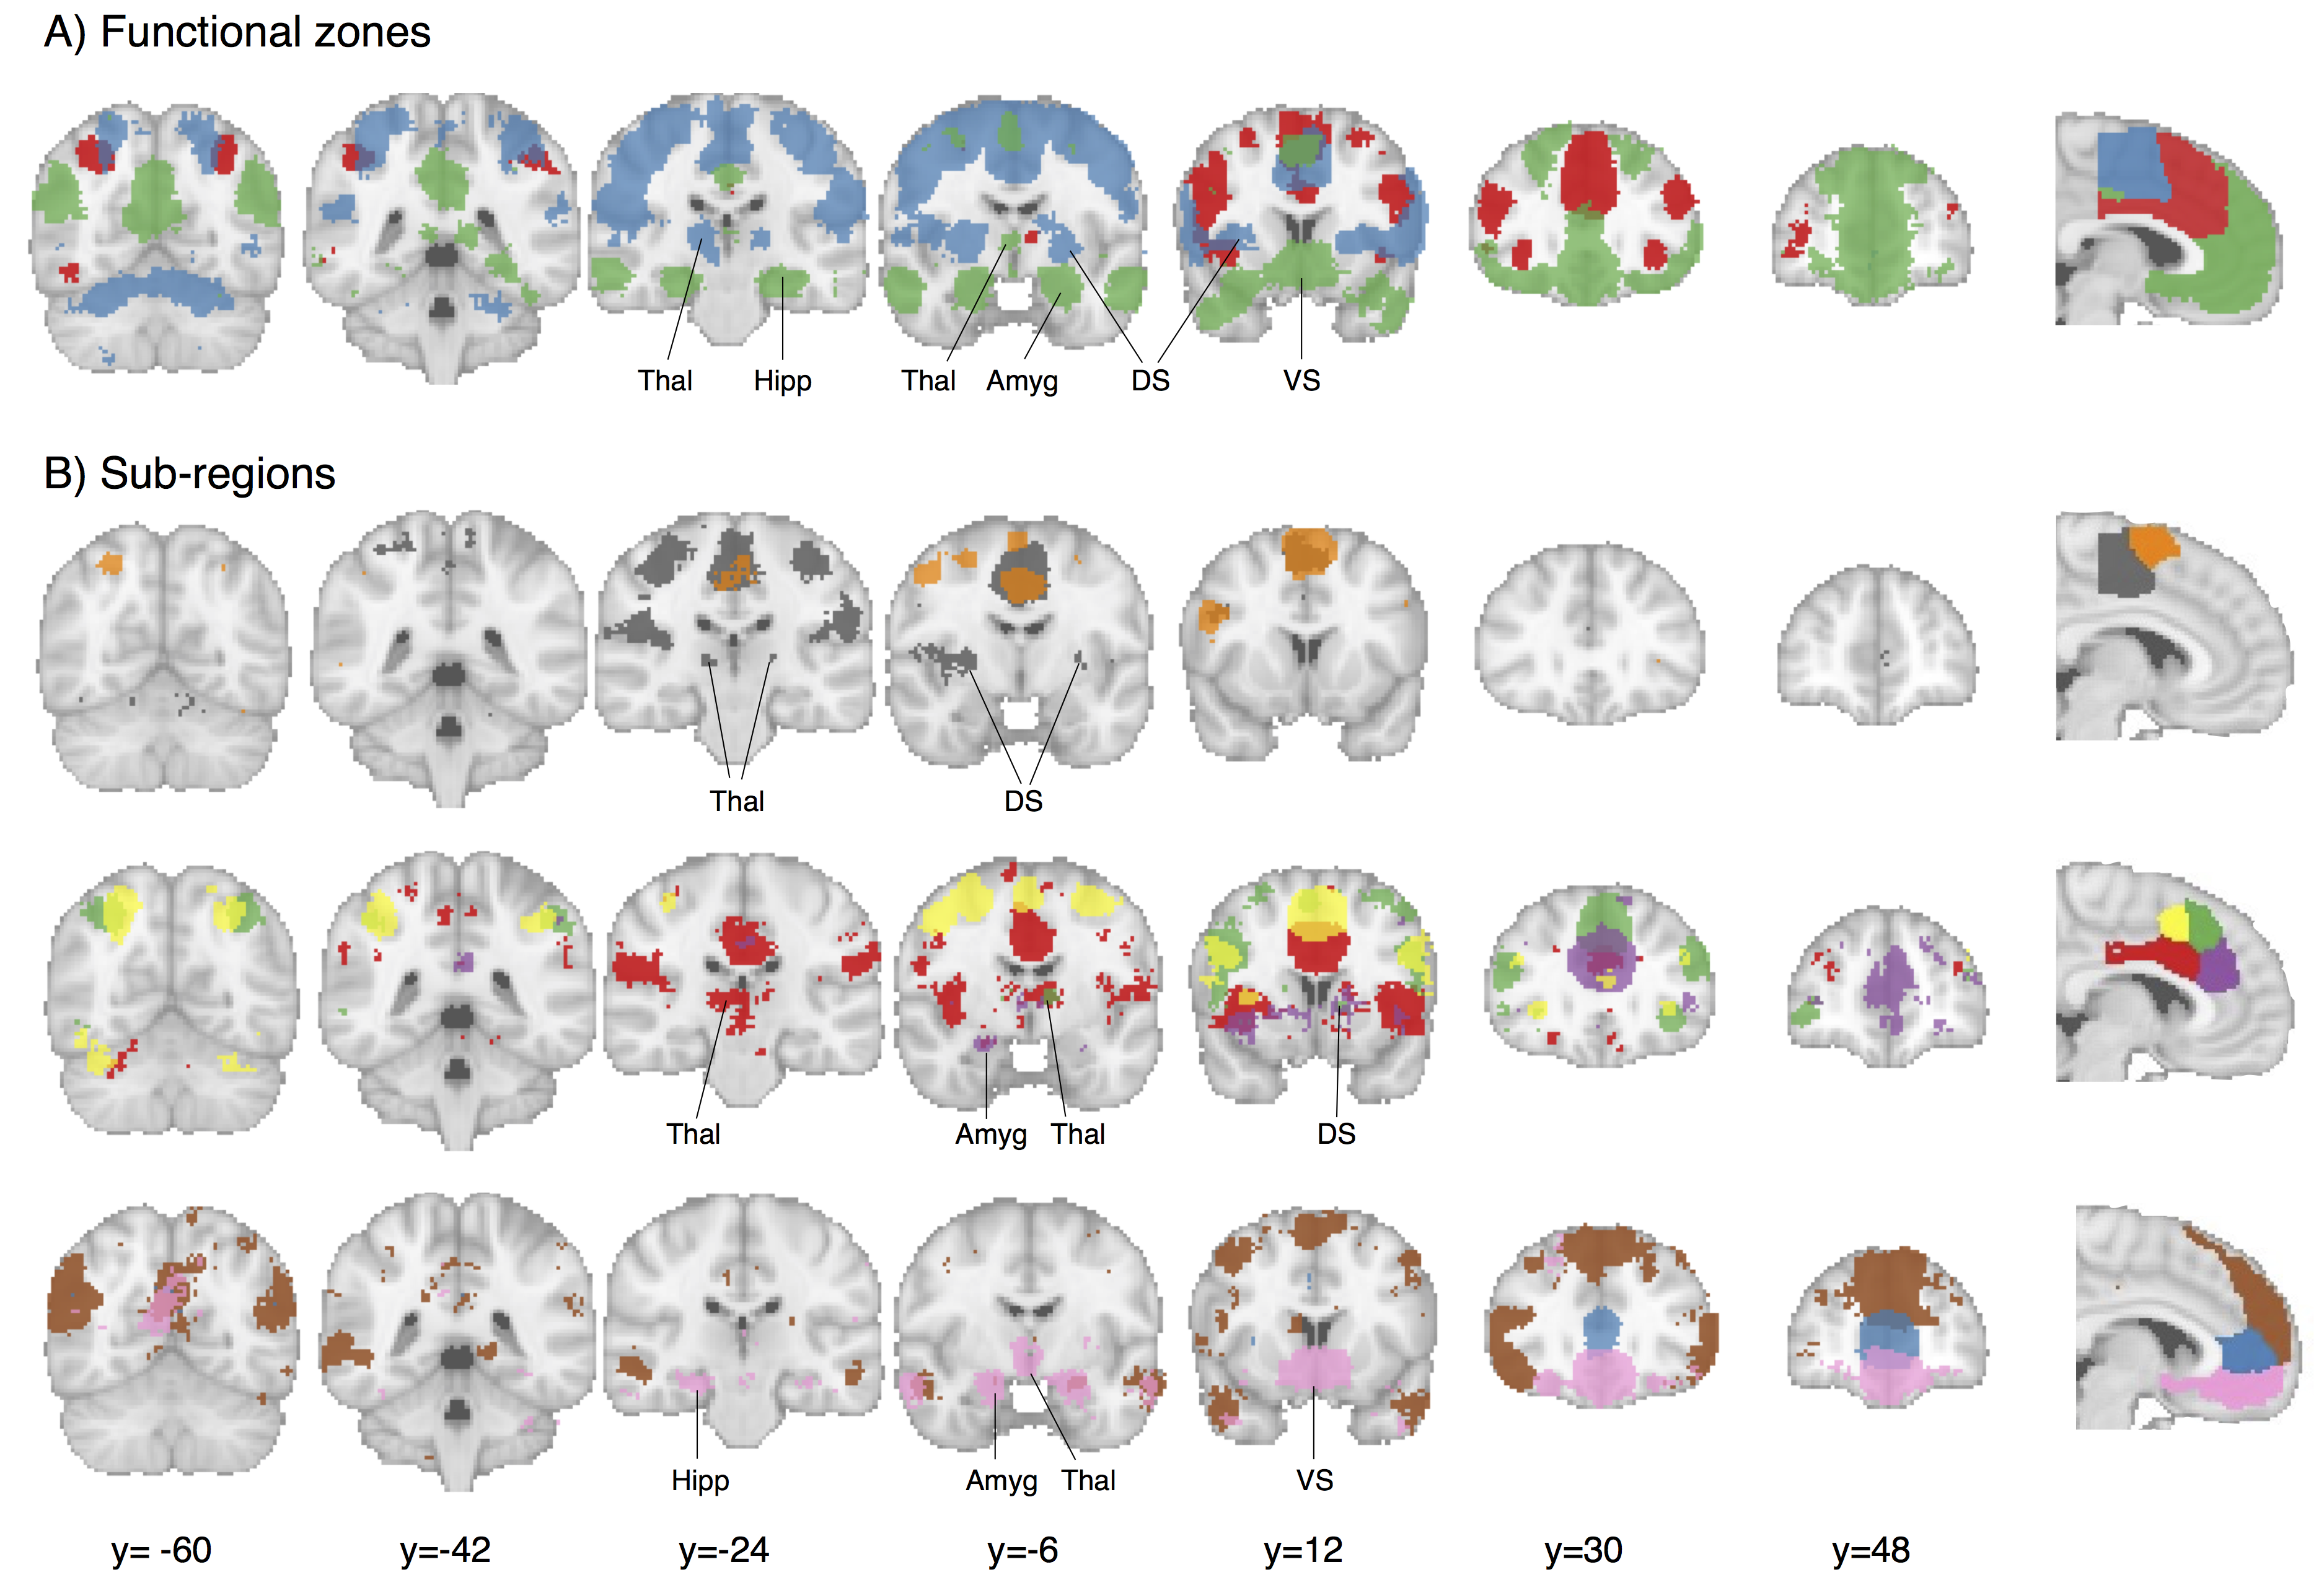 A) Functional zones
Thal Hipp Thal Amyg DS VS
B) Sub-regions
Thal DS
Thal Amyg Thal DS
Hipp Amyg Thal VS
y= -60 y=-42 y=-24 y=-6 y=12 y=30 y=48